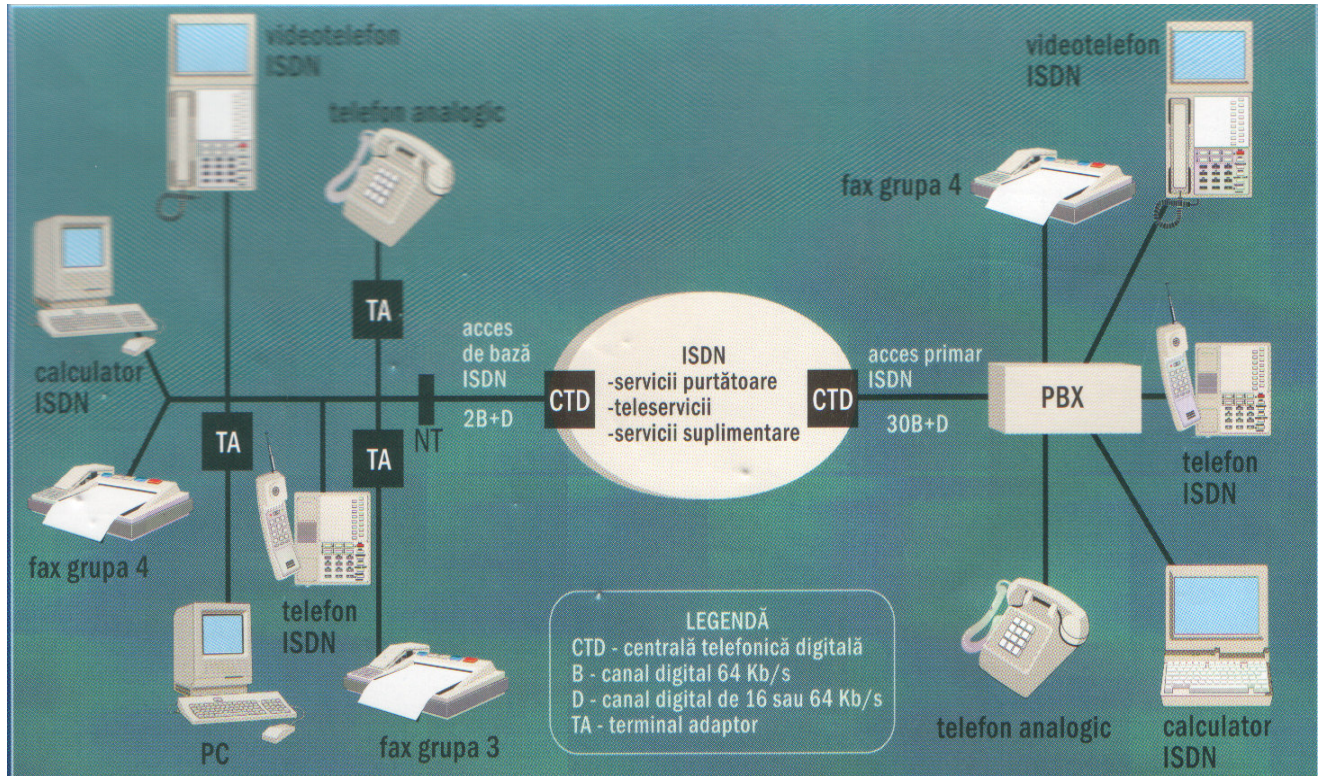 videotelefon
ISDN
telefon analogic
calculator
ISDN
fax grupa 4
TA
TA
TA
telefon
ISDN
PC
fax grupa 3
NT
acces
de bază
ISDN
2B+D
CTD
ISDN
-servicii purtătoare
-teleservicii
-servicii suplimentare
CTD
acces primar
ISDN
30B+D
PBX
videotelefon
ISDN
fax grupa 4
telefon
ISDN
telefon analogic
calculator
ISDN
LEGENDĂ
CTD - centrală telefonică digitală
B - canal digital 64 Kb/s
D - canal digital de 16 sau 64 Kb/s
TA - terminal adaptor